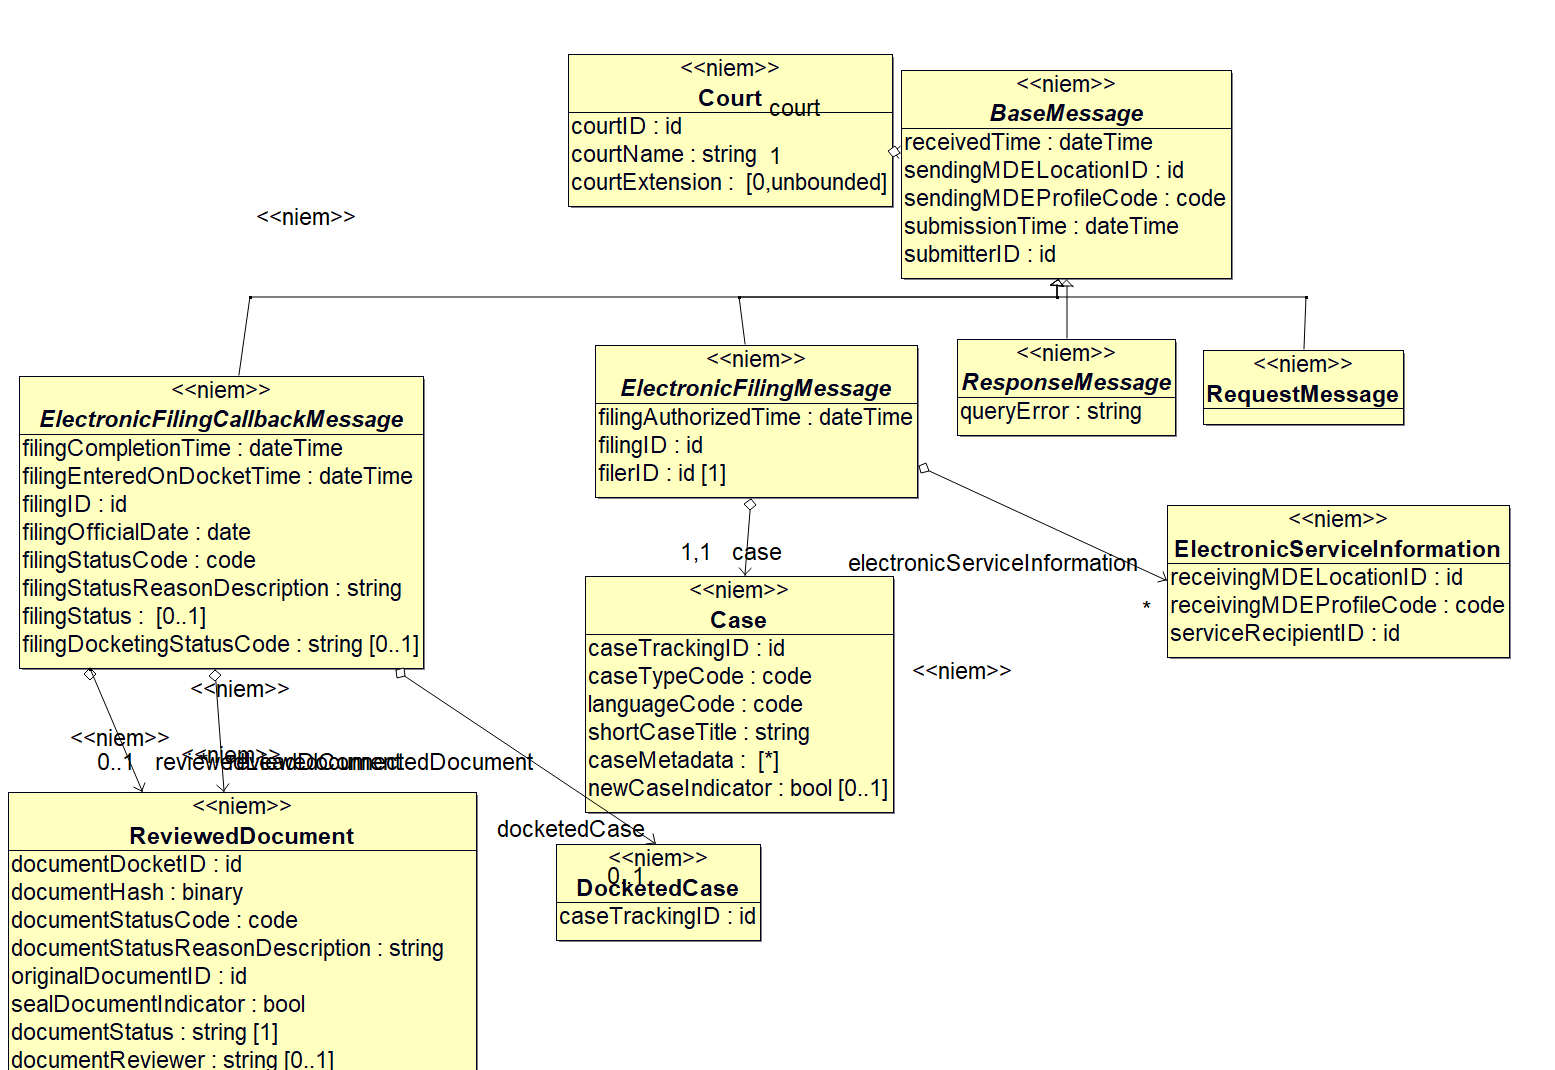 <<niem>>
Court
court
courtID : id
courtName : string
1
courtExtension :  [0,unbounded]
<<niem>>
BaseMessage
receivedTime : dateTime
sendingMDELocationID : id
sendingMDEProfileCode : code
submissionTime : dateTime
submitterID : id
<<niem>>
<<niem>>
ElectronicFilingCallbackMessage
filingCompletionTime : dateTime
filingEnteredOnDocketTime : dateTime
filingID : id
filingOfficialDate : date
filingStatusCode : code
filingStatusReasonDescription : string
filingStatus :  [0..1]
filingDocketingStatusCode : string [0..1]
<<niem>>
ElectronicFilingMessage
filingAuthorizedTime : dateTime
filingID : id
filerID : id [1]
<<niem>>
ResponseMessage
queryError : string
<<niem>>
RequestMessage
1,1
case
electronicServiceInformation
*
<<niem>>
ElectronicServiceInformation
receivingMDELocationID : id
receivingMDEProfileCode : code
serviceRecipientID : id
<<niem>>
Case
caseTrackingID : id
caseTypeCode : code
languageCode : code
shortCaseTitle : string
caseMetadata :  [*]
newCaseIndicator : bool [0..1]
<<niem>>
<<niem>>
<<niem>>
<<niem>>
0..1
docketedCase
0..1
<<niem>>
DocketedCase
caseTrackingID : id
<<niem>>
ReviewedDocument
documentDocketID : id
documentHash : binary
documentStatusCode : code
documentStatusReasonDescription : string
originalDocumentID : id
sealDocumentIndicator : bool
documentStatus : string [1]
documentReviewer : string [0..1]